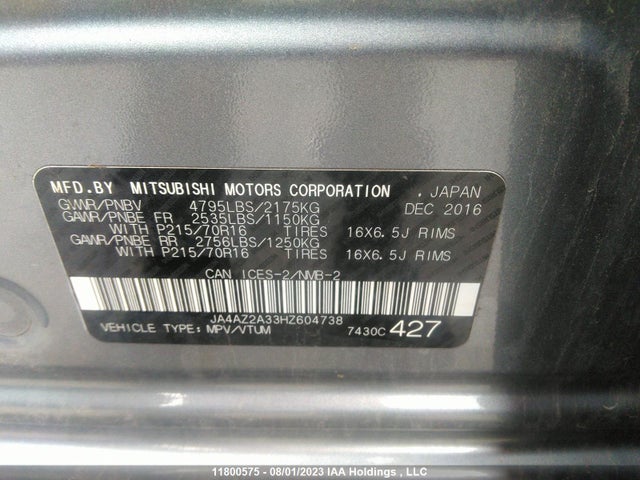 MFD.BY MITSUBISHI MOTORS CORPORATION . JAPAN
GVWR/PNBV 4795LBS/2175KG DEC 2016
GAWR/PNBE FR 2535LBS/1150KG
WITH P215/70R16 TIRES 16X6.5J RIMS
GAWR/PNBE RR 2756LBS/1250KG
WITH P215/70R16 TIRES 16X6.5J RIMS
CAN ICES-2/NMB-2
JA4AZ2A33HZ604738
VEHICLE TYPE: MPV/VTUM 7430C 427
11800575 - 08/01/2023 IAA Holdings , LLC